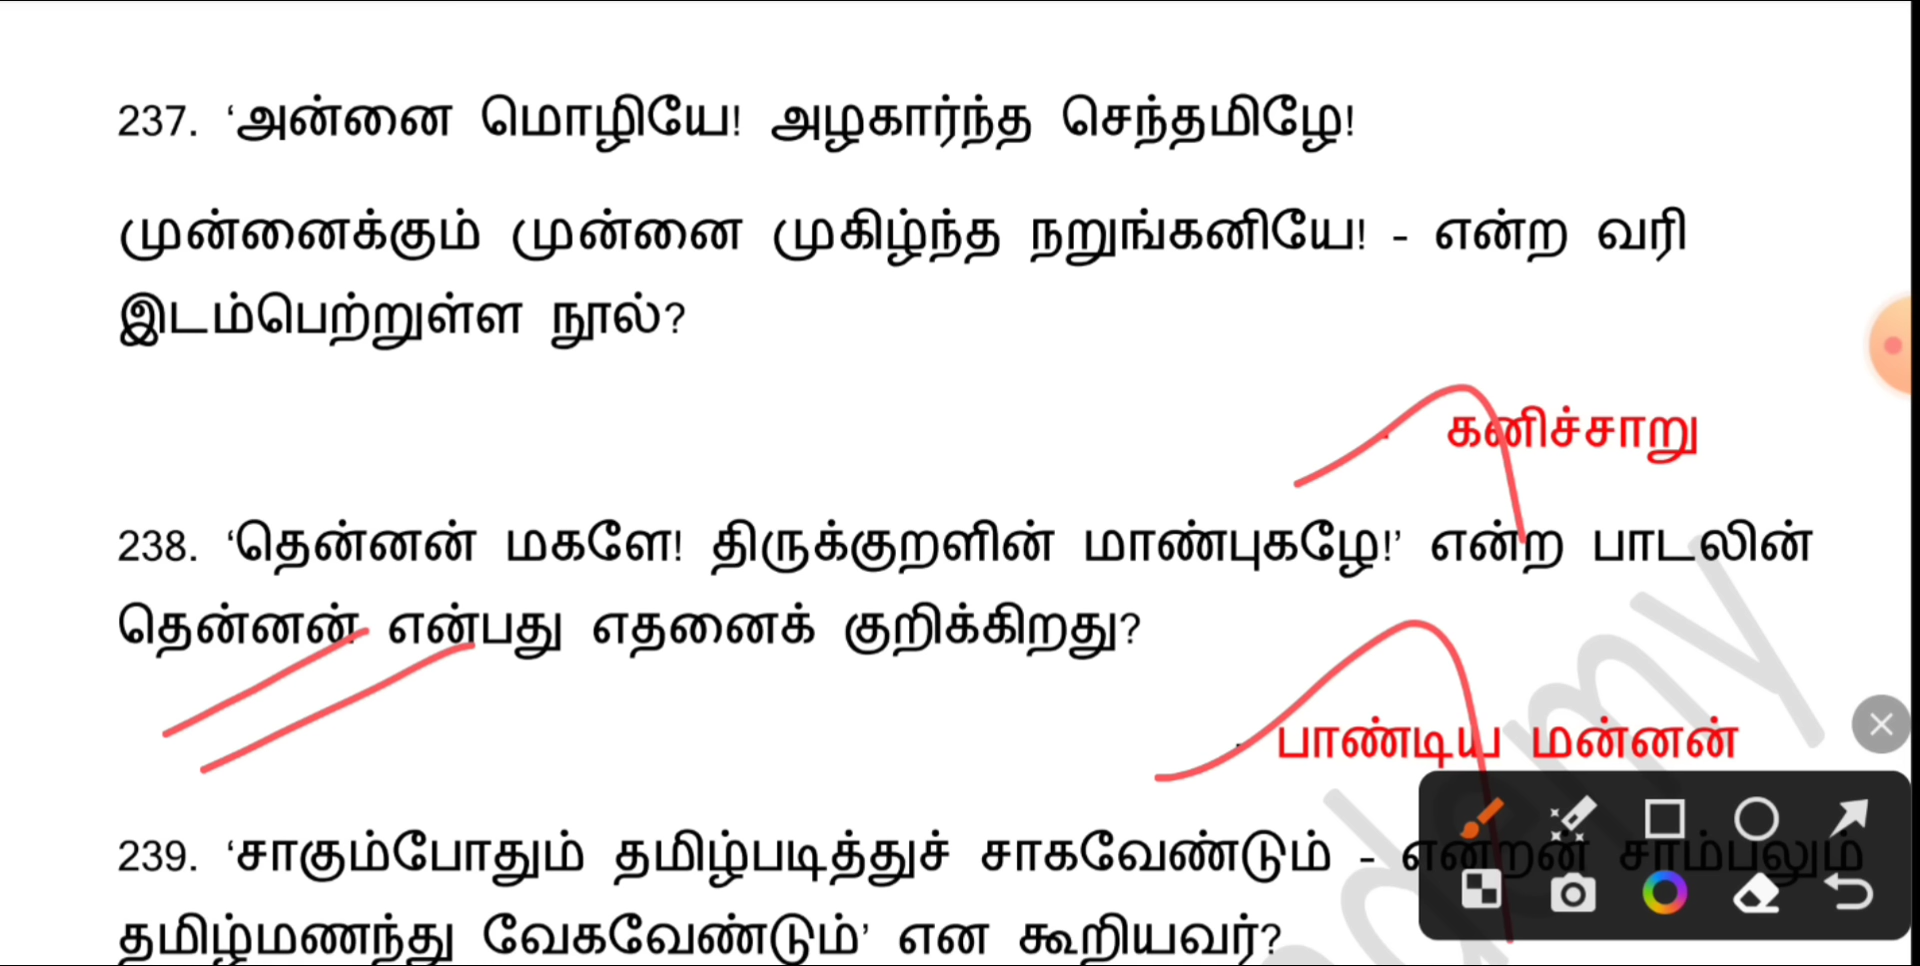 237. ‘அன்னை மொழியே! அழகார்ந்த செந்தமிழே!
முன்னைக்கும் முன்னை முகிழ்ந்த நறுங்கனியே! - என்ற வரி
இடம்பெற்றுள்ள நூல்?
- கனிச்சாறு
238. ‘தென்னன் மகளே! திருக்குறளின் மாண்புகழே!’ என்ற பாடலின்
தென்னன் என்பது எதனைக் குறிக்கிறது?
- பாண்டிய மன்னன்
239. ‘சாகும்போதும் தமிழ்படித்துச் சாகவேண்டும் - என்றன் சாம்பலும்
தமிழ்மணந்து வேகவேண்டும்’ என கூறியவர்?